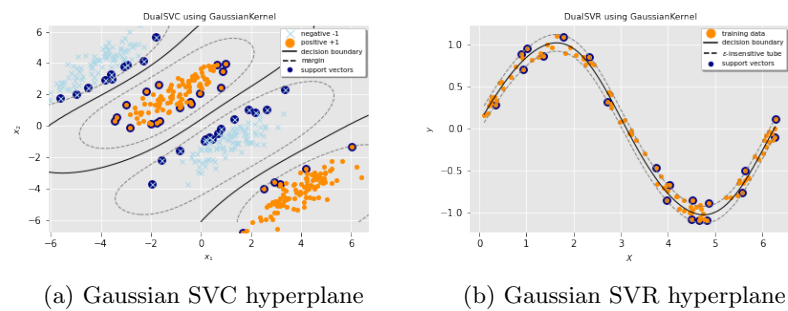 DualSVC using GaussianKernel
negative -1
positive +1
decision boundary
margin
support vectors
6
4
2
0
−2
−4
−6
x₂
−6
−4
−2
0
2
4
6
x₁
(a) Gaussian SVC hyperplane
DualSVR using GaussianKernel
training data
decision boundary
ε-insensitive tube
support vectors
1.0
0.5
0.0
−0.5
−1.0
y
0
1
2
3
4
5
6
X
(b) Gaussian SVR hyperplane